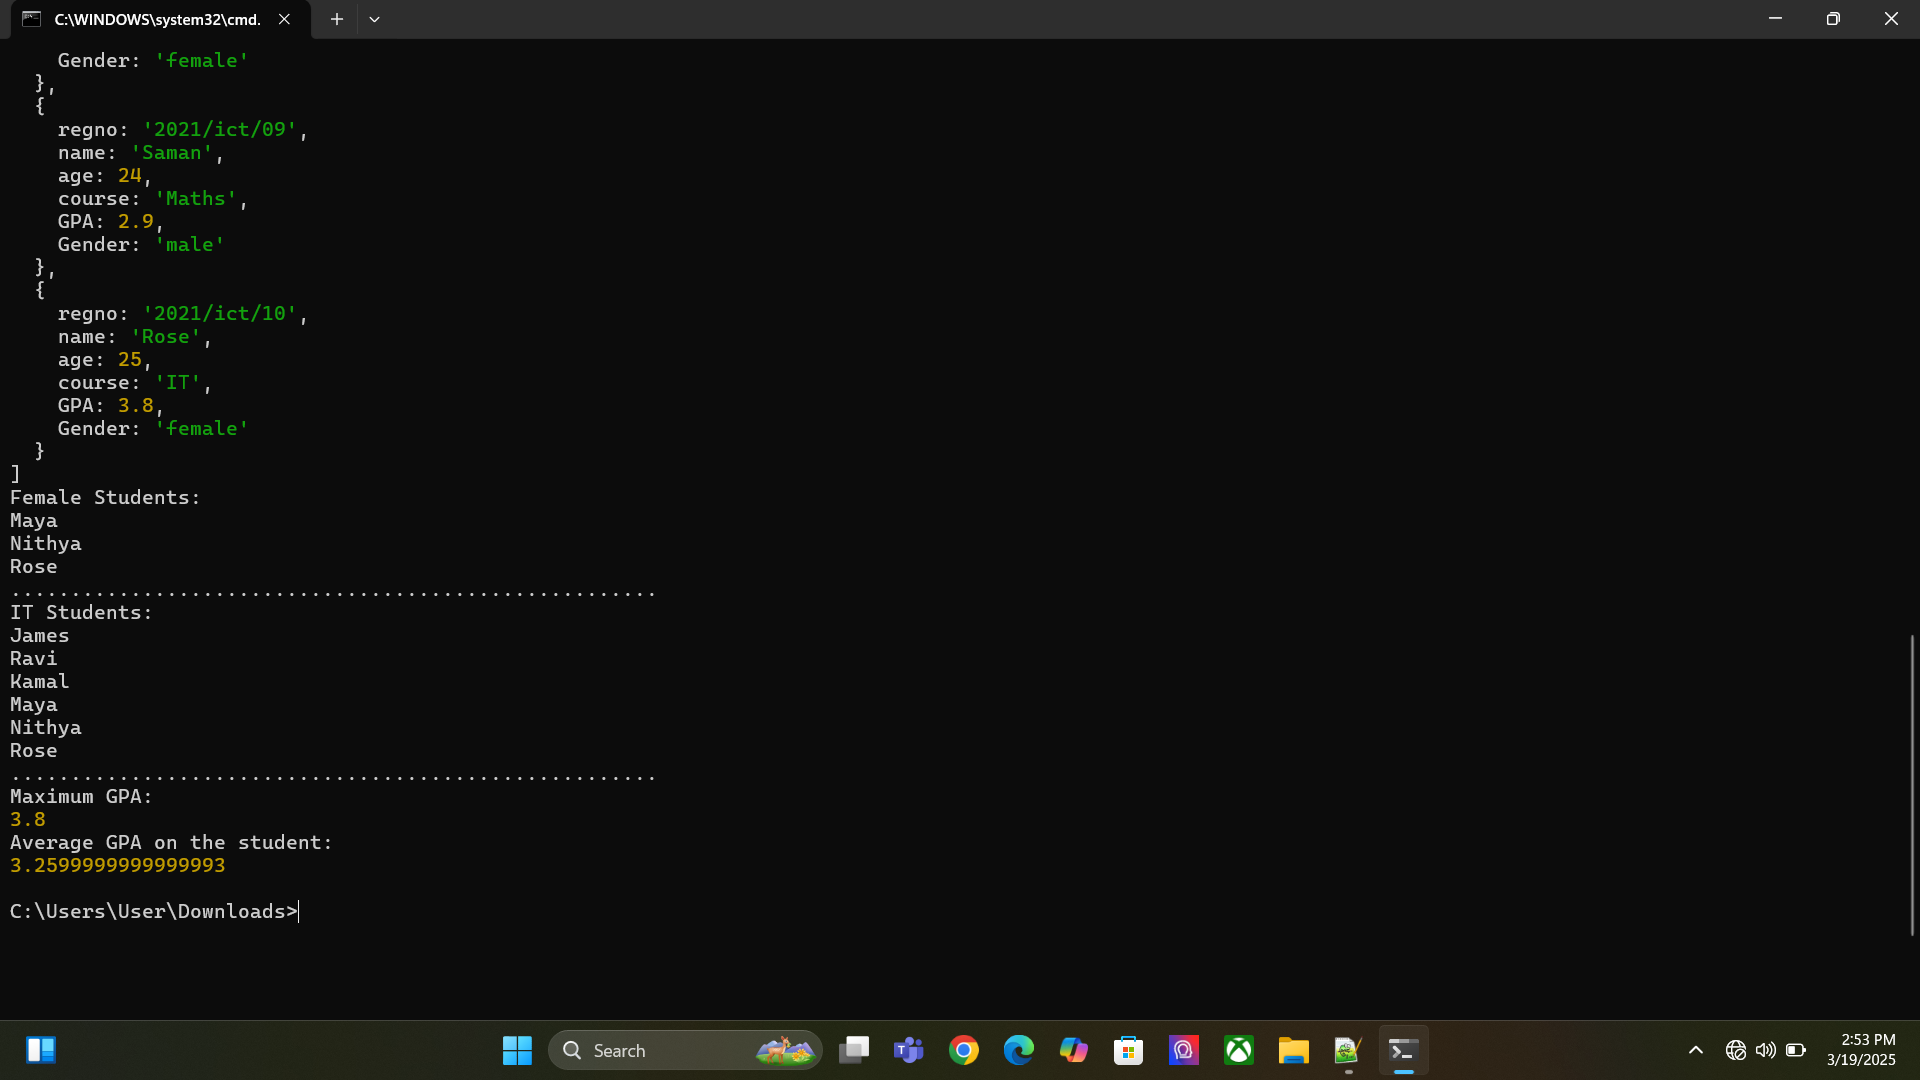 C:\WINDOWS\system32\cmd.
    Gender: 'female'
  },
  {
    regno: '2021/ict/09',
    name: 'Saman',
    age: 24,
    course: 'Maths',
    GPA: 2.9,
    Gender: 'male'
  },
  {
    regno: '2021/ict/10',
    name: 'Rose',
    age: 25,
    course: 'IT',
    GPA: 3.8,
    Gender: 'female'
  }
]
Female Students:
Maya
Nithya
Rose
......................................................
IT Students:
James
Ravi
Kamal
Maya
Nithya
Rose
......................................................
Maximum GPA:
3.8
Average GPA on the student:
3.2599999999999993
C:\Users\User\Downloads>
Search
2:53 PM
3/19/2025